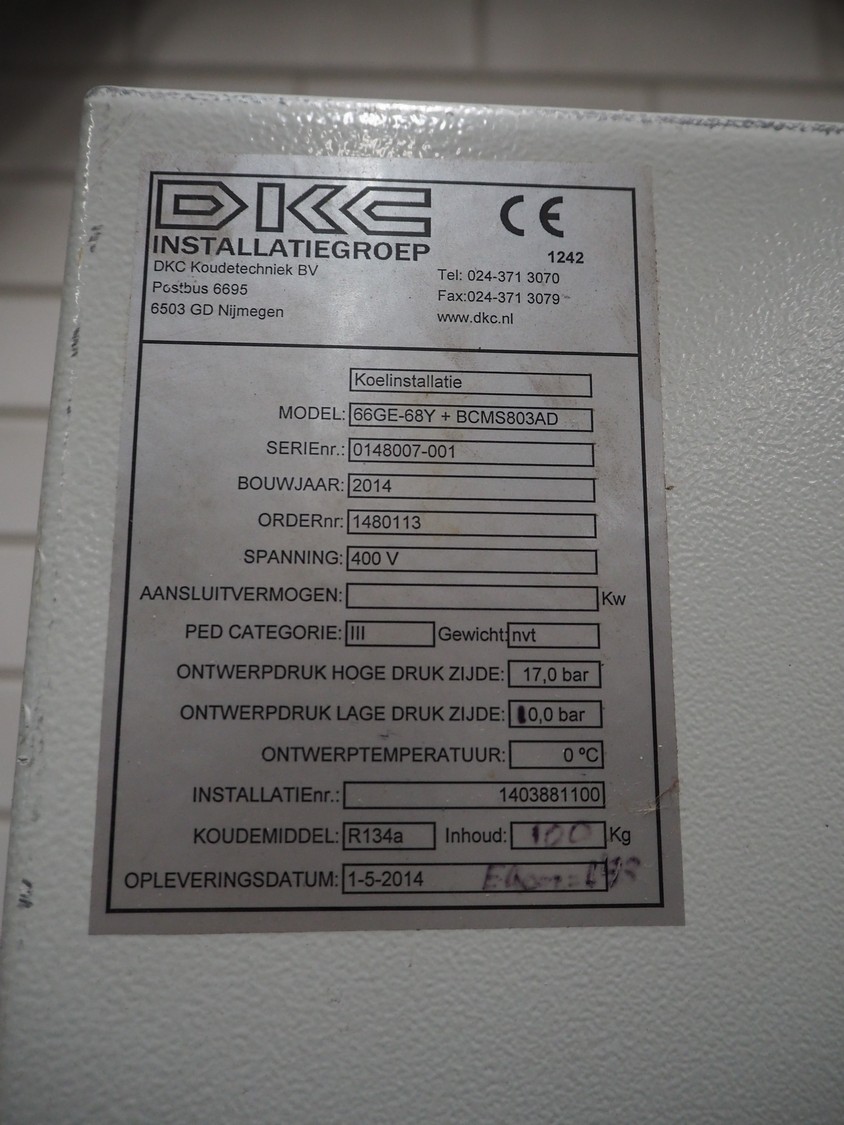 DKC
CE
INSTALLATIEGROEP
1242
DKC Koudetechniek BV
Tel: 024-371 3070
Postbus 6695
Fax:024-371 3079
6503 GD Nijmegen
www.dkc.nl
Koelinstallatie
MODEL: 66GE-68Y + BCMS803AD
SERIEnr.: 0148007-001
BOUWJAAR: 2014
ORDERnr: 1480113
SPANNING: 400 V
AANSLUITVERMOGEN: Kw
PED CATEGORIE: III Gewicht: nvt
ONTWERPDRUK HOGE DRUK ZIJDE: 17,0 bar
ONTWERPDRUK LAGE DRUK ZIJDE: 10,0 bar
ONTWERPTEMPERATUUR: 0 ºC
INSTALLATIEnr.: 1403881100
KOUDEMIDDEL: R134a Inhoud: 100 Kg
OPLEVERINGSDATUM: 1-5-2014